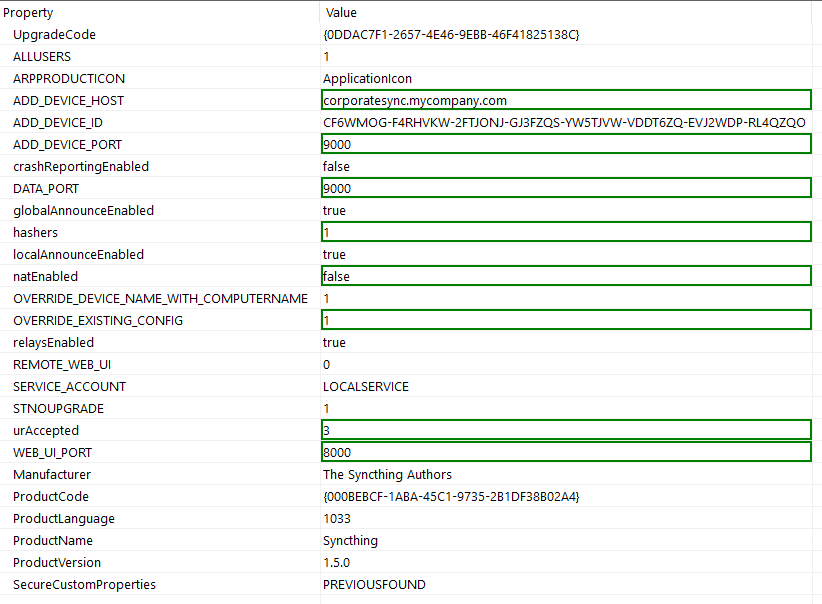 Property Value
UpgradeCode {0DDAC7F1-2657-4E46-9EBB-46F41825138C}
ALLUSERS 1
ARPPRODUCTICON ApplicationIcon
ADD_DEVICE_HOST corporatesync.mycompany.com
ADD_DEVICE_ID CF6WMOG-F4RHVKW-2FTJONJ-GJ3FZQS-YW5TJVW-VDDT6ZQ-EVJ2WDP-RL4QZQO
ADD_DEVICE_PORT 9000
crashReportingEnabled false
DATA_PORT 9000
globalAnnounceEnabled true
hashers 1
localAnnounceEnabled true
natEnabled false
OVERRIDE_DEVICE_NAME_WITH_COMPUTERNAME 1
OVERRIDE_EXISTING_CONFIG 1
relaysEnabled true
REMOTE_WEB_UI 0
SERVICE_ACCOUNT LOCALSERVICE
STNOUPGRADE 1
urAccepted 3
WEB_UI_PORT 8000
Manufacturer The Syncthing Authors
ProductCode {000BEBCF-1ABA-45C1-9735-2B1DF38B02A4}
ProductLanguage 1033
ProductName Syncthing
ProductVersion 1.5.0
SecureCustomProperties PREVIOUSFOUND